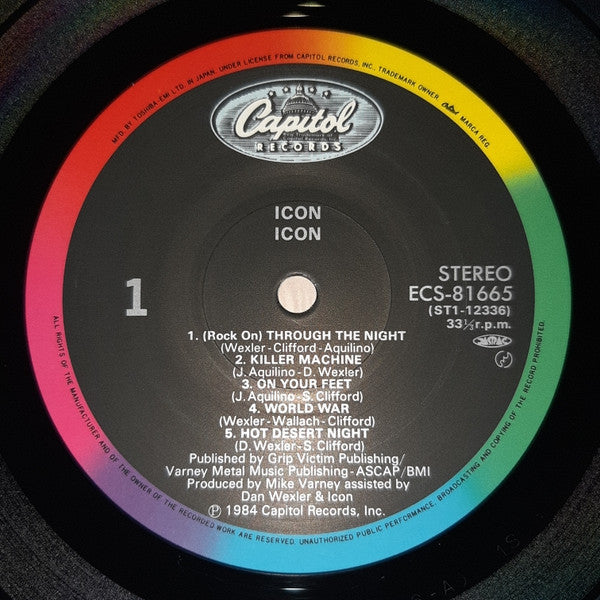 MFD. BY TOSHIBA-EMI LTD. IN JAPAN. UNDER LICENSE FROM CAPITOL RECORDS, INC., TRADEMARK OWNER Capitol MARCA REG.
Capitol
RECORDS
ICON
ICON
1
STEREO
ECS-81665
(ST1-12336)
33⅓r.p.m.
1. (Rock On) THROUGH THE NIGHT
(Wexler-Clifford-Aquilino)
2. KILLER MACHINE
(J. Aquilino-D. Wexler)
3. ON YOUR FEET
(J. Aquilino-S. Clifford)
4. WORLD WAR
(Wexler-Wallach-Clifford)
5. HOT DESERT NIGHT
(D. Wexler-S. Clifford)
Published by Grip Victim Publishing/
Varney Metal Music Publishing-ASCAP/BMI
Produced by Mike Varney assisted by
Dan Wexler & Icon
℗ 1984 Capitol Records, Inc.
ALL RIGHTS OF THE MANUFACTURER AND OF THE OWNER OF THE RECORDED WORK ARE RESERVED. UNAUTHORIZED PUBLIC PERFORMANCE, BROADCASTING AND COPYING OF THE RECORD PROHIBITED.